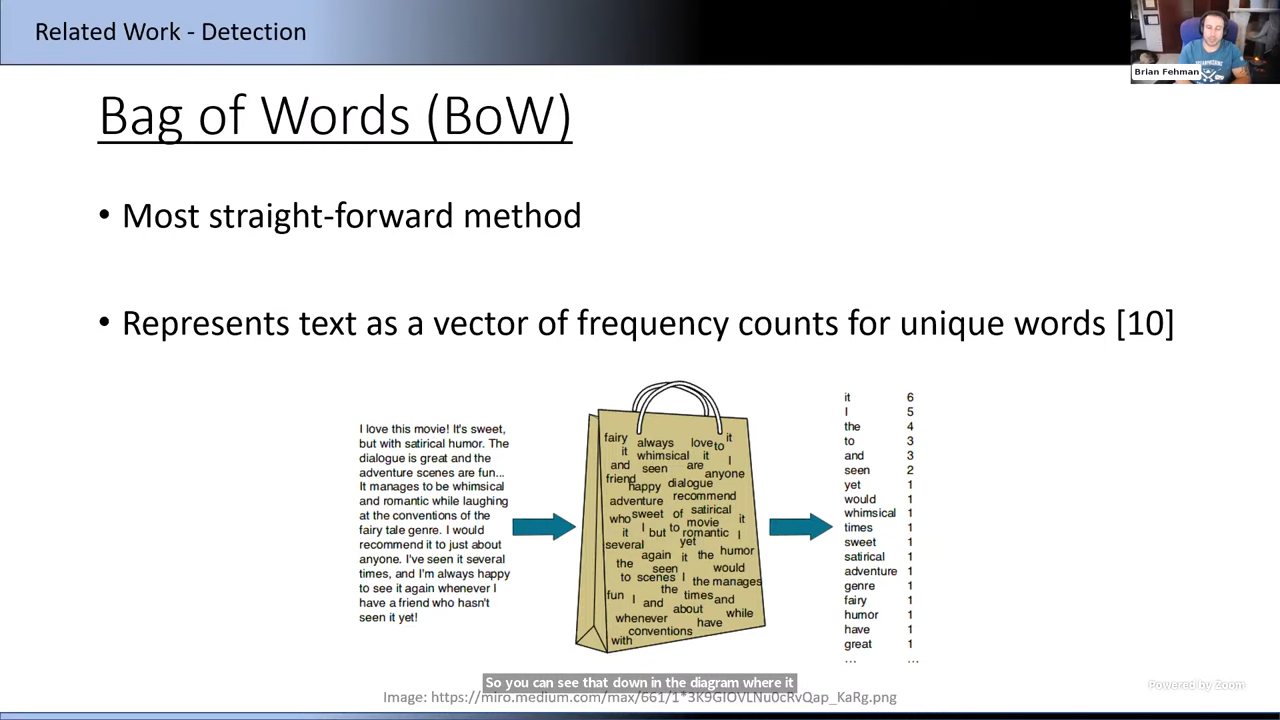 Related Work - Detection
Brian Fehman
Bag of Words (BoW)
• Most straight-forward method
• Represents text as a vector of frequency counts for unique words [10]
I love this movie! It's sweet,
but with satirical humor. The
dialogue is great and the
adventure scenes are fun...
It manages to be whimsical
and romantic while laughing
at the conventions of the
fairy tale genre. I would
recommend it to just about
anyone. I've seen it several
times, and I'm always happy
to see it again whenever I
have a friend who hasn't
seen it yet!
fairy always love to it
it whimsical it I
and seen are anyone
friend happy dialogue
adventure recommend
who sweet of satirical
it I but to movie romantic it I
several yet
again it the humor
the seen would
to scenes I the manages
fun I and the times and
about while
whenever have
conventions
with
it 6
I 5
the 4
to 3
and 3
seen 2
yet 1
would 1
whimsical 1
times 1
sweet 1
satirical 1
adventure 1
genre 1
fairy 1
humor 1
have 1
great 1
... ...
So you can see that down in the diagram where it
Image: https://miro.medium.com/max/661/1*3K9GIOVLNu0cRvQap_KaRg.png
Powered by Zoom